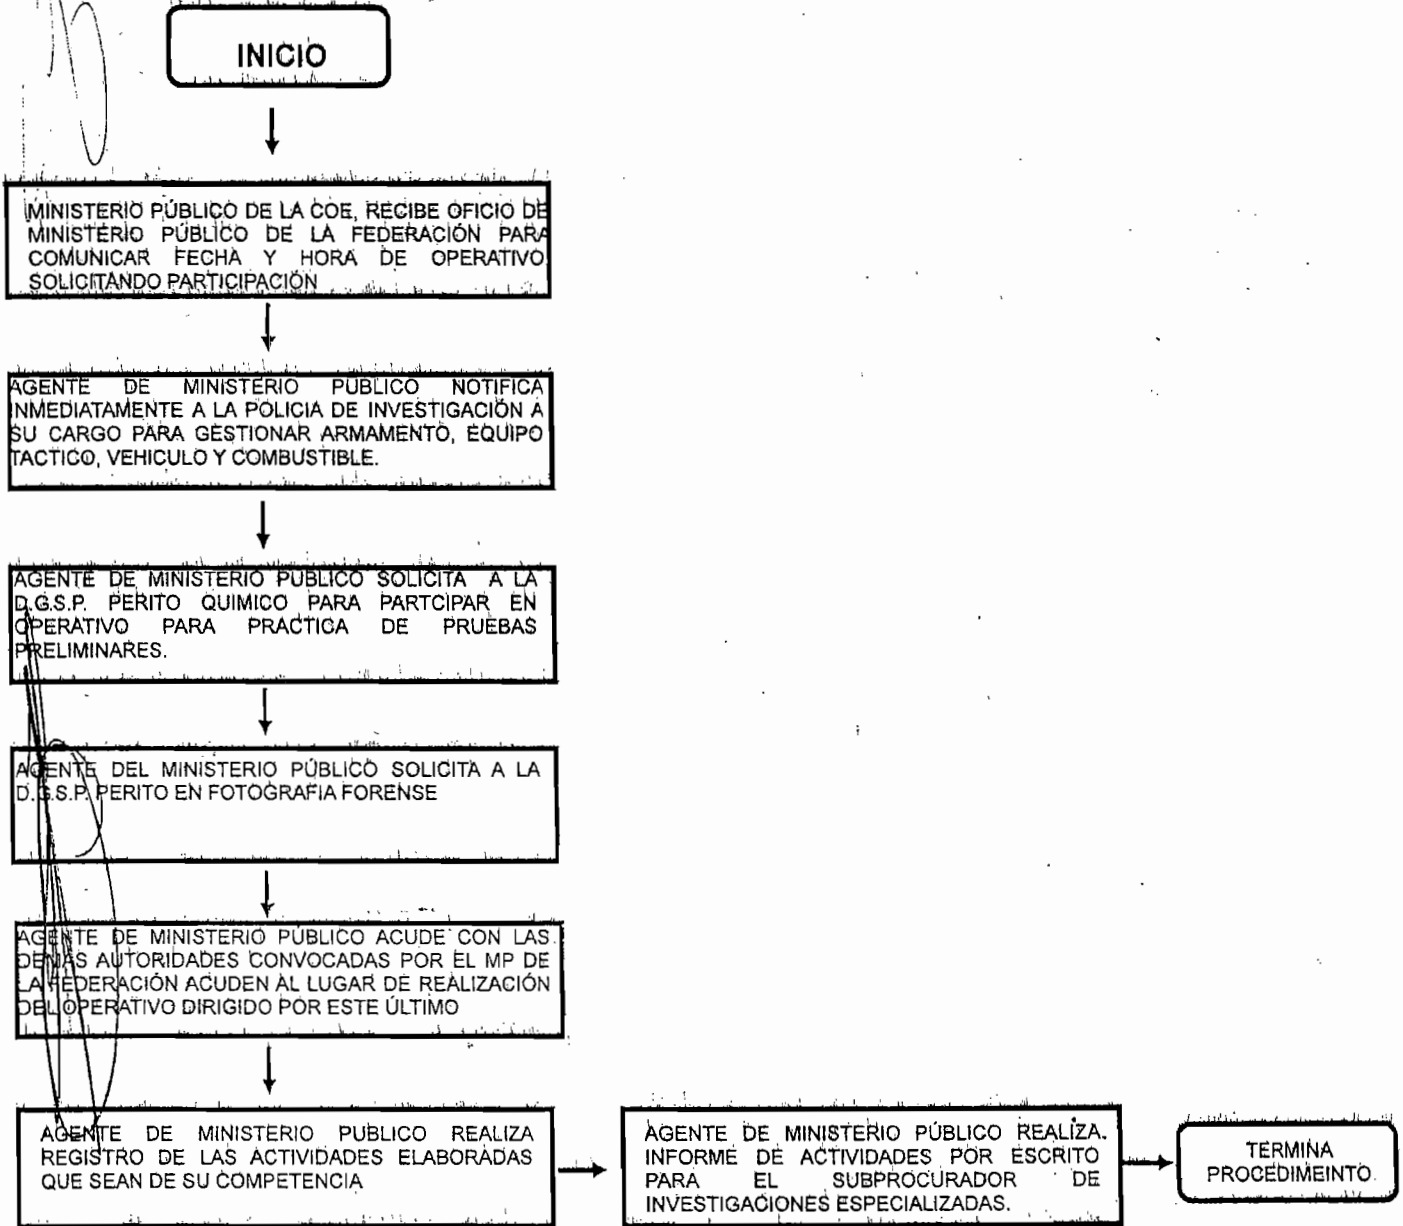 INICIO
MINISTERIO PÚBLICO DE LA COE, RECIBE OFICIO DE
MINISTERIO PÚBLICO DE LA FEDERACIÓN PARA
COMUNICAR FECHA Y HORA DE OPERATIVO
SOLICITANDO PARTICIPACIÓN
AGENTE DE MINISTERIO PÚBLICO NOTIFICA
INMEDIATAMENTE A LA POLICIA DE INVESTIGACIÓN A
SU CARGO PARA GESTIONAR ARMAMENTO, EQUIPO
TACTICO, VEHICULO Y COMBUSTIBLE.
AGENTE DE MINISTERIO PUBLICO SOLICITA A LA
D.G.S.P. PERITO QUIMICO PARA PARTCIPAR EN
OPERATIVO PARA PRACTICA DE PRUEBAS
PRELIMINARES.
AGENTE DEL MINISTERIO PÚBLICO SOLICITA A LA
D.G.S.P. PERITO EN FOTOGRAFIA FORENSE
AGENTE DE MINISTERIO PÚBLICO ACUDE CON LAS
DEMÁS AUTORIDADES CONVOCADAS POR EL MP DE
LA FEDERACIÓN ACUDEN AL LUGAR DE REALIZACIÓN
DEL OPERATIVO DIRIGIDO POR ESTE ÚLTIMO
AGENTE DE MINISTERIO PUBLICO REALIZA
REGISTRO DE LAS ACTIVIDADES ELABORADAS
QUE SEAN DE SU COMPETENCIA
AGENTE DE MINISTERIO PÚBLICO REALIZA.
INFORME DE ACTIVIDADES POR ESCRITO
PARA EL SUBPROCURADOR DE
INVESTIGACIONES ESPECIALIZADAS.
TERMINA
PROCEDIMEINTO